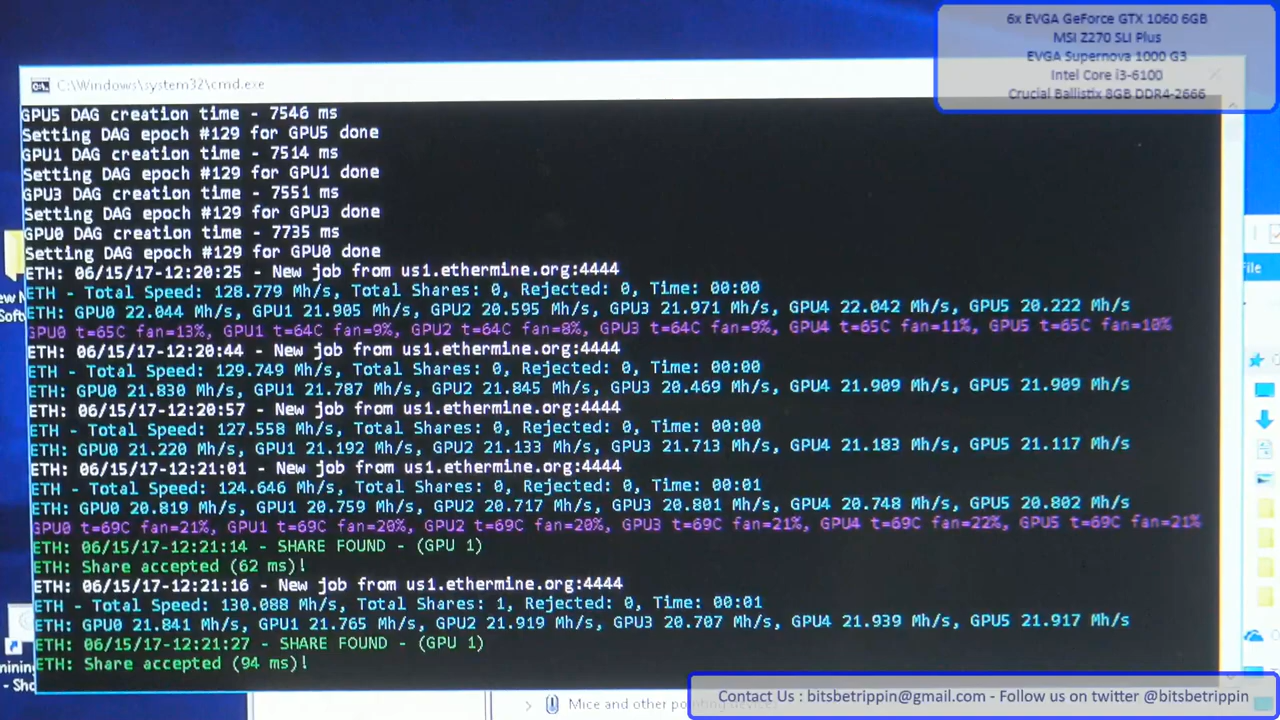 6x EVGA GeForce GTX 1060 6GB
MSI Z270 SLI Plus
EVGA Supernova 1000 G3
Intel Core i3-6100
Crucial Ballistix 8GB DDR4-2666
C:\Windows\system32\cmd.exe
GPU5 DAG creation time - 7546 ms
Setting DAG epoch #129 for GPU5 done
GPU1 DAG creation time - 7514 ms
Setting DAG epoch #129 for GPU1 done
GPU3 DAG creation time - 7551 ms
Setting DAG epoch #129 for GPU3 done
GPU0 DAG creation time - 7735 ms
Setting DAG epoch #129 for GPU0 done
ETH: 06/15/17-12:20:25 - New job from us1.ethermine.org:4444
ETH - Total Speed: 128.779 Mh/s, Total Shares: 0, Rejected: 0, Time: 00:00
ETH: GPU0 22.044 Mh/s, GPU1 21.905 Mh/s, GPU2 20.595 Mh/s, GPU3 21.971 Mh/s, GPU4 22.042 Mh/s, GPU5 20.222 Mh/s
GPU0 t=65C fan=13%, GPU1 t=64C fan=9%, GPU2 t=64C fan=8%, GPU3 t=64C fan=9%, GPU4 t=65C fan=11%, GPU5 t=65C fan=10%
ETH: 06/15/17-12:20:44 - New job from us1.ethermine.org:4444
ETH - Total Speed: 129.749 Mh/s, Total Shares: 0, Rejected: 0, Time: 00:00
ETH: GPU0 21.830 Mh/s, GPU1 21.787 Mh/s, GPU2 21.845 Mh/s, GPU3 20.469 Mh/s, GPU4 21.909 Mh/s, GPU5 21.909 Mh/s
ETH: 06/15/17-12:20:57 - New job from us1.ethermine.org:4444
ETH - Total Speed: 127.558 Mh/s, Total Shares: 0, Rejected: 0, Time: 00:00
ETH: GPU0 21.220 Mh/s, GPU1 21.192 Mh/s, GPU2 21.133 Mh/s, GPU3 21.713 Mh/s, GPU4 21.183 Mh/s, GPU5 21.117 Mh/s
ETH: 06/15/17-12:21:01 - New job from us1.ethermine.org:4444
ETH - Total Speed: 124.646 Mh/s, Total Shares: 0, Rejected: 0, Time: 00:01
ETH: GPU0 20.819 Mh/s, GPU1 20.759 Mh/s, GPU2 20.717 Mh/s, GPU3 20.801 Mh/s, GPU4 20.748 Mh/s, GPU5 20.802 Mh/s
GPU0 t=69C fan=21%, GPU1 t=69C fan=20%, GPU2 t=69C fan=20%, GPU3 t=69C fan=21%, GPU4 t=69C fan=22%, GPU5 t=69C fan=21%
ETH: 06/15/17-12:21:14 - SHARE FOUND - (GPU 1)
ETH: Share accepted (62 ms)!
ETH: 06/15/17-12:21:16 - New job from us1.ethermine.org:4444
ETH - Total Speed: 130.088 Mh/s, Total Shares: 1, Rejected: 0, Time: 00:01
ETH: GPU0 21.841 Mh/s, GPU1 21.765 Mh/s, GPU2 21.919 Mh/s, GPU3 20.707 Mh/s, GPU4 21.939 Mh/s, GPU5 21.917 Mh/s
ETH: 06/15/17-12:21:27 - SHARE FOUND - (GPU 1)
ETH: Share accepted (94 ms)!
File
Mice and other pointing devices
Contact Us : bitsbetrippin@gmail.com - Follow us on twitter @bitsbetrippin